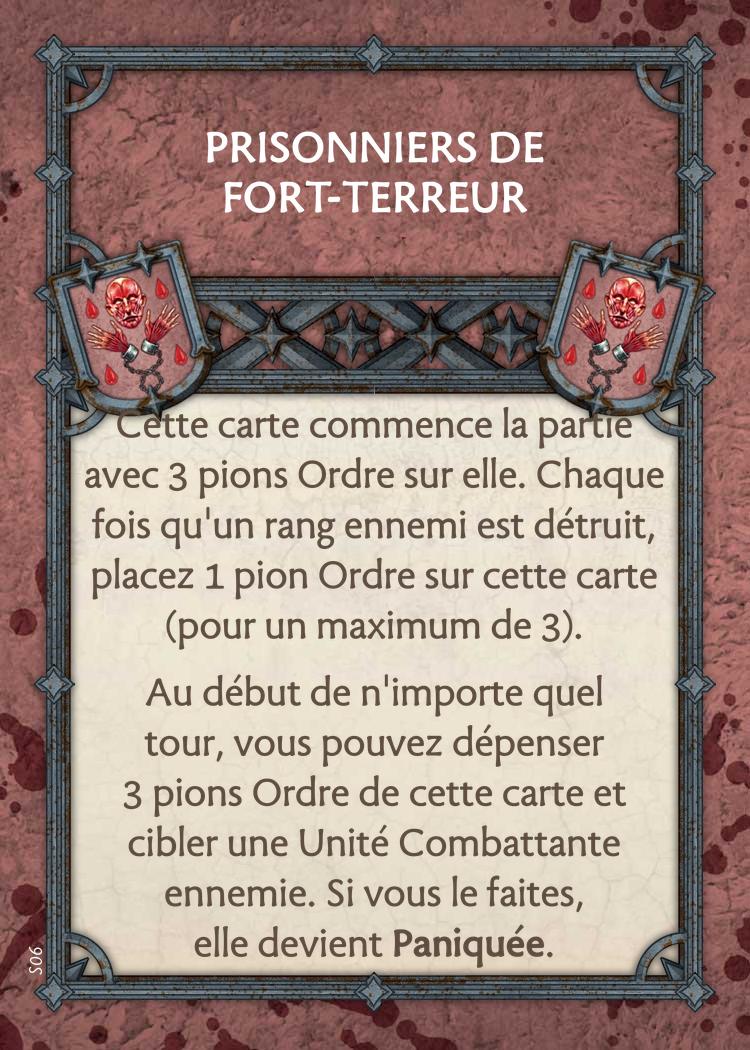 PRISONNIERS DE
FORT-TERREUR
Cette carte commence la partie
avec 3 pions Ordre sur elle. Chaque
fois qu'un rang ennemi est détruit,
placez 1 pion Ordre sur cette carte
(pour un maximum de 3).
Au début de n'importe quel
tour, vous pouvez dépenser
3 pions Ordre de cette carte et
cibler une Unité Combattante
ennemie. Si vous le faites,
elle devient Paniquée.
S06